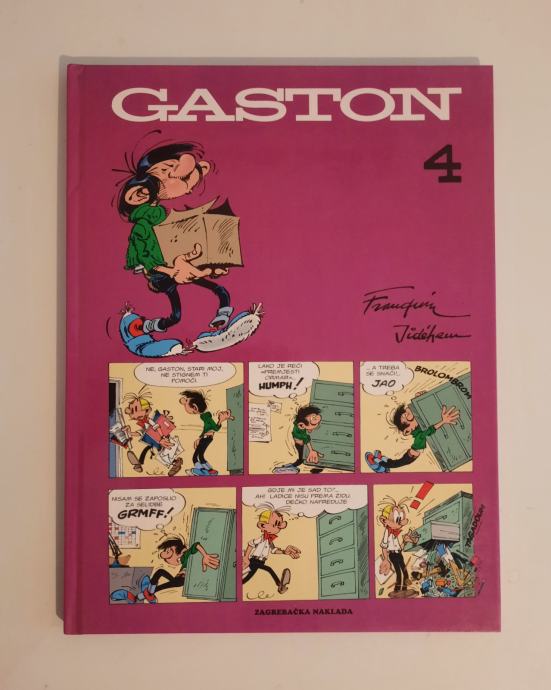 GASTON
4
Franquin
Jidéhem
NE, GASTON, STARI MOJ,
NE STIGNEM TI
POMOĆI.
LAKO JE REĆI
»PREMJESTI
ORMAR«...
HUMPH!
...A TREBA
SE SNAĆI!...
JAO
BROLOMBROM
NISAM SE ZAPOSLIO
ZA SELIDBE
GRMFF!
GDJE MI JE SAD TO?...
AH! LADICE NISU PREMA ZIDU.
DEČKO NAPREDUJE
!
ZAGREBAČKA NAKLADA